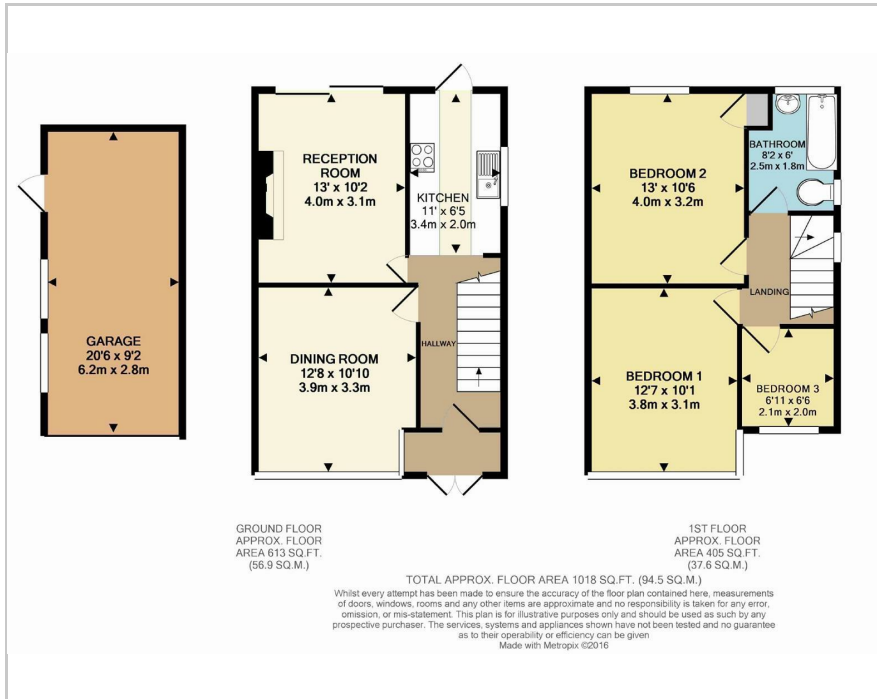 GARAGE
20'6 x 9'2
6.2m x 2.8m
RECEPTION
ROOM
13' x 10'2
4.0m x 3.1m
KITCHEN
11' x 6'5
3.4m x 2.0m
DINING ROOM
12'8 x 10'10
3.9m x 3.3m
HALLWAY
BEDROOM 2
13' x 10'6
4.0m x 3.2m
BATHROOM
8'2 x 6'
2.5m x 1.8m
LANDING
BEDROOM 1
12'7 x 10'1
3.8m x 3.1m
BEDROOM 3
6'11 x 6'6
2.1m x 2.0m
GROUND FLOOR
APPROX. FLOOR
AREA 613 SQ.FT.
(56.9 SQ.M.)
1ST FLOOR
APPROX. FLOOR
AREA 405 SQ.FT.
(37.6 SQ.M.)
TOTAL APPROX. FLOOR AREA 1018 SQ.FT. (94.5 SQ.M.)
Whilst every attempt has been made to ensure the accuracy of the floor plan contained here, measurements
of doors, windows, rooms and any other items are approximate and no responsibility is taken for any error,
omission, or mis-statement. This plan is for illustrative purposes only and should be used as such by any
prospective purchaser. The services, systems and appliances shown have not been tested and no guarantee
as to their operability or efficiency can be given
Made with Metropix ©2016